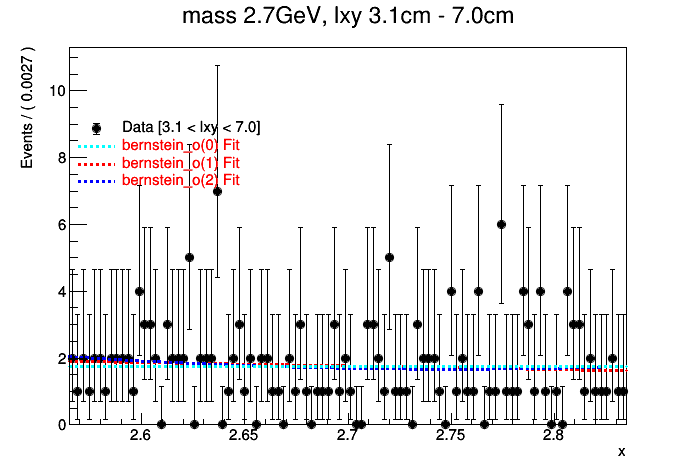 mass 2.7GeV, lxy 3.1cm - 7.0cm
Events / ( 0.0027 )
10
8
6
4
2
0
Data [3.1 < lxy < 7.0]
bernstein_o(0) Fit
bernstein_o(1) Fit
bernstein_o(2) Fit
2.6 2.65 2.7 2.75 2.8
x